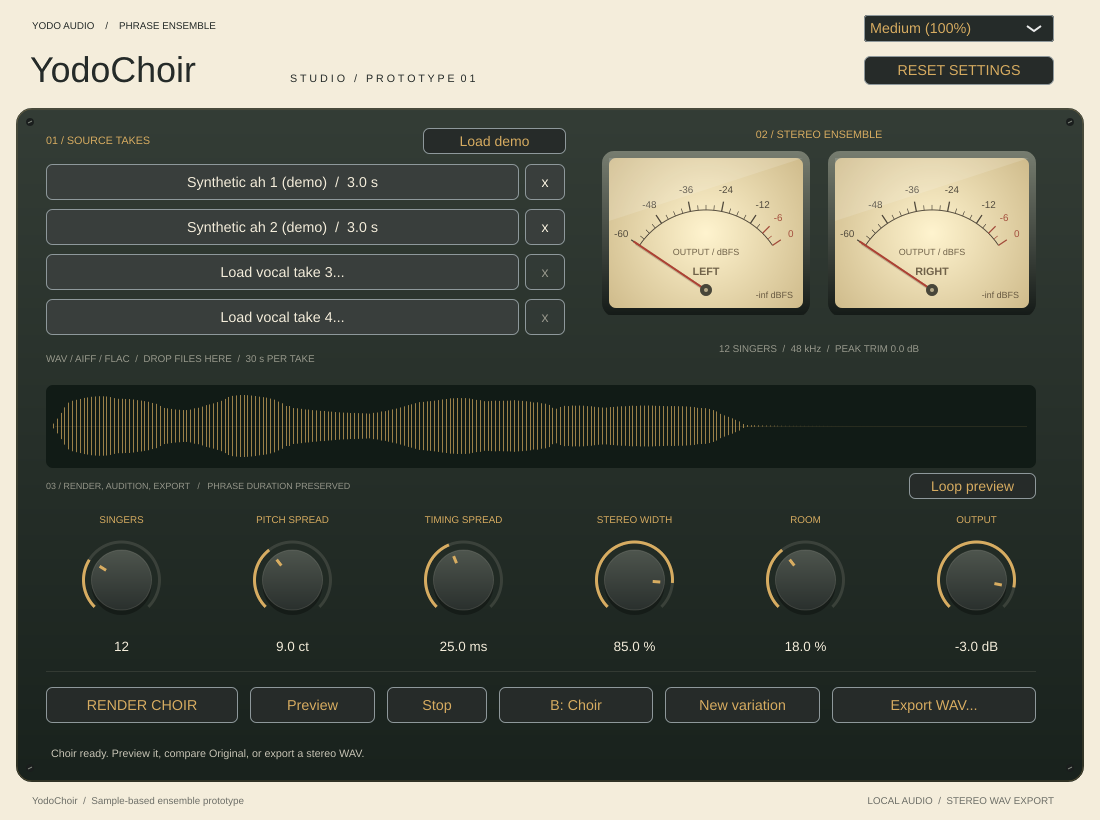 YODO AUDIO / PHRASE ENSEMBLE
Medium (100%)
YodoChoir
STUDIO / PROTOTYPE 01
RESET SETTINGS
01 / SOURCE TAKES
Load demo
Synthetic ah 1 (demo) / 3.0 s
x
Synthetic ah 2 (demo) / 3.0 s
x
Load vocal take 3...
x
Load vocal take 4...
x
WAV / AIFF / FLAC / DROP FILES HERE / 30 s PER TAKE
02 / STEREO ENSEMBLE
-60 -48 -36 -24 -12 -6 0
OUTPUT / dBFS
LEFT
-inf dBFS
-60 -48 -36 -24 -12 -6 0
OUTPUT / dBFS
RIGHT
-inf dBFS
12 SINGERS / 48 kHz / PEAK TRIM 0.0 dB
03 / RENDER, AUDITION, EXPORT / PHRASE DURATION PRESERVED
Loop preview
SINGERS PITCH SPREAD TIMING SPREAD STEREO WIDTH ROOM OUTPUT
12 9.0 ct 25.0 ms 85.0 % 18.0 % -3.0 dB
RENDER CHOIR Preview Stop B: Choir New variation Export WAV...
Choir ready. Preview it, compare Original, or export a stereo WAV.
YodoChoir / Sample-based ensemble prototype
LOCAL AUDIO / STEREO WAV EXPORT